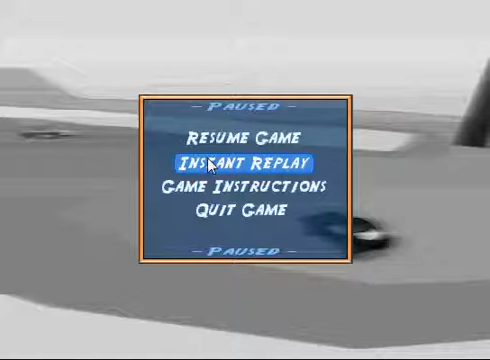 – PAUSED –
RESUME GAME
INSTANT REPLAY
GAME INSTRUCTIONS
QUIT GAME
– PAUSED –